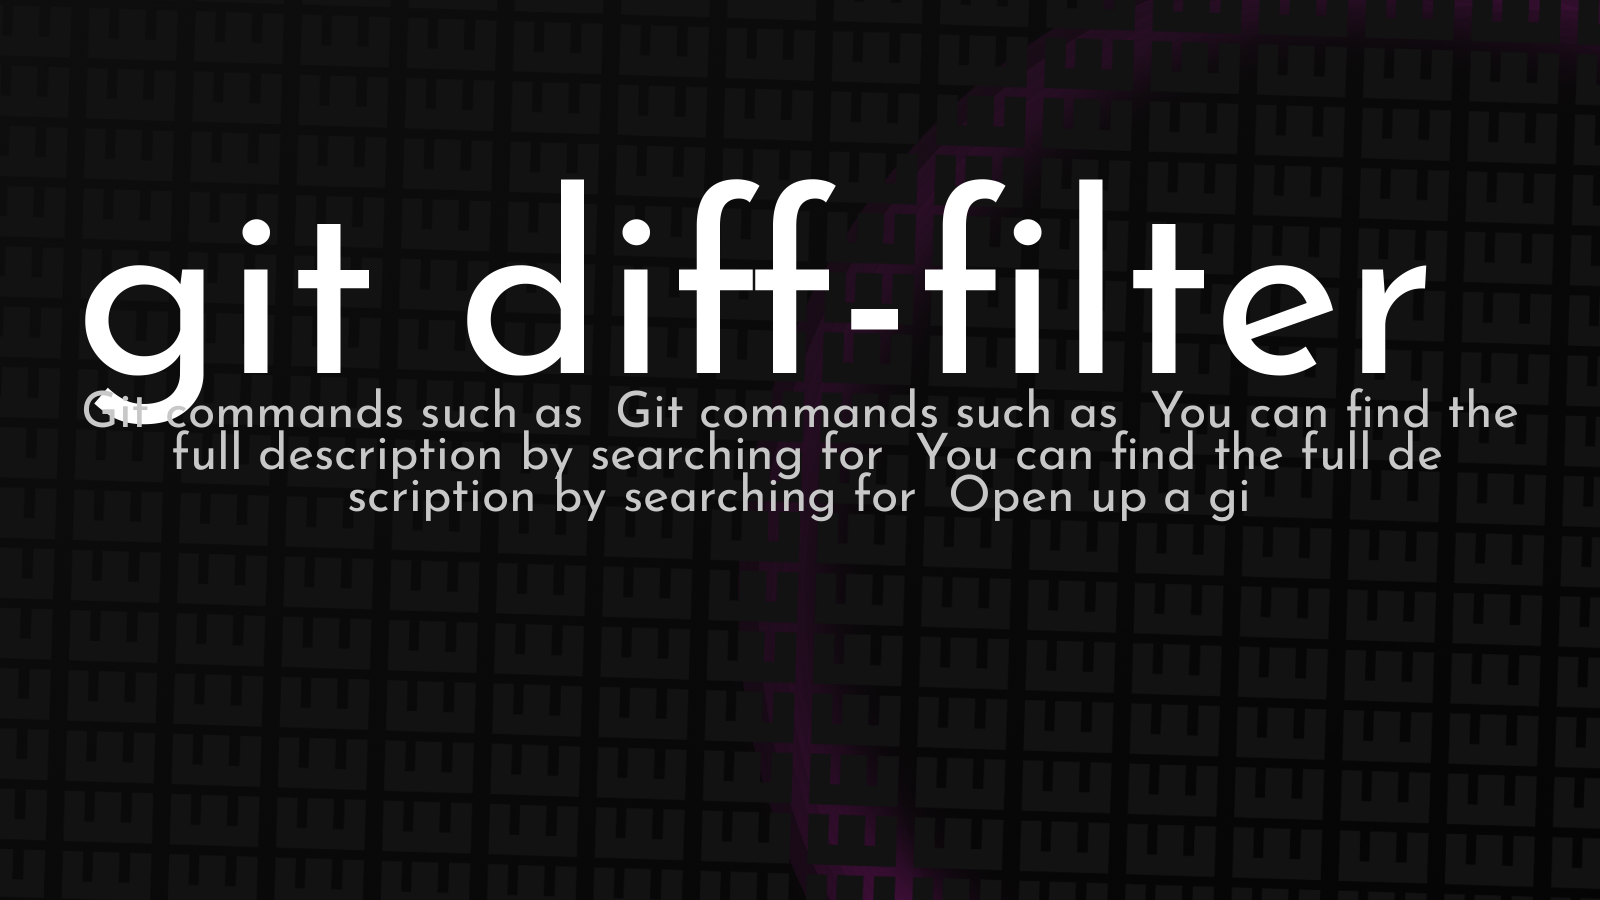 git diff-filter
Git commands such as  Git commands such as  You can find the
full description by searching for  You can find the full de
scription by searching for  Open up a gi